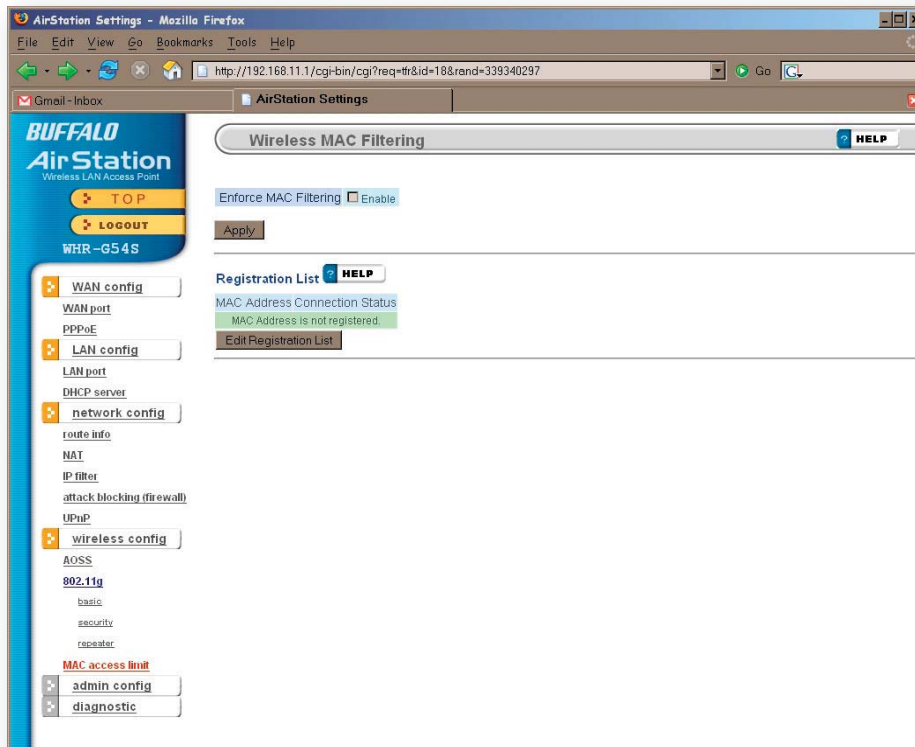 AirStation Settings - Mozilla Firefox
File Edit View Go Bookmarks Tools Help
http://192.168.11.1/cgi-bin/cgi?req=tfr&id=18&rand=339340297
Go
G
Gmail - Inbox
AirStation Settings
BUFFALO
AirStation
Wireless LAN Access Point
TOP
LOGOUT
WHR-G54S
WAN config
WAN port
PPPoE
LAN config
LAN port
DHCP server
network config
route info
NAT
IP filter
attack blocking (firewall)
UPnP
wireless config
AOSS
802.11g
basic
security
repeater
MAC access limit
admin config
diagnostic
Wireless MAC Filtering
? HELP
Enforce MAC Filtering Enable
Apply
Registration List ? HELP
MAC Address Connection Status
MAC Address is not registered.
Edit Registration List